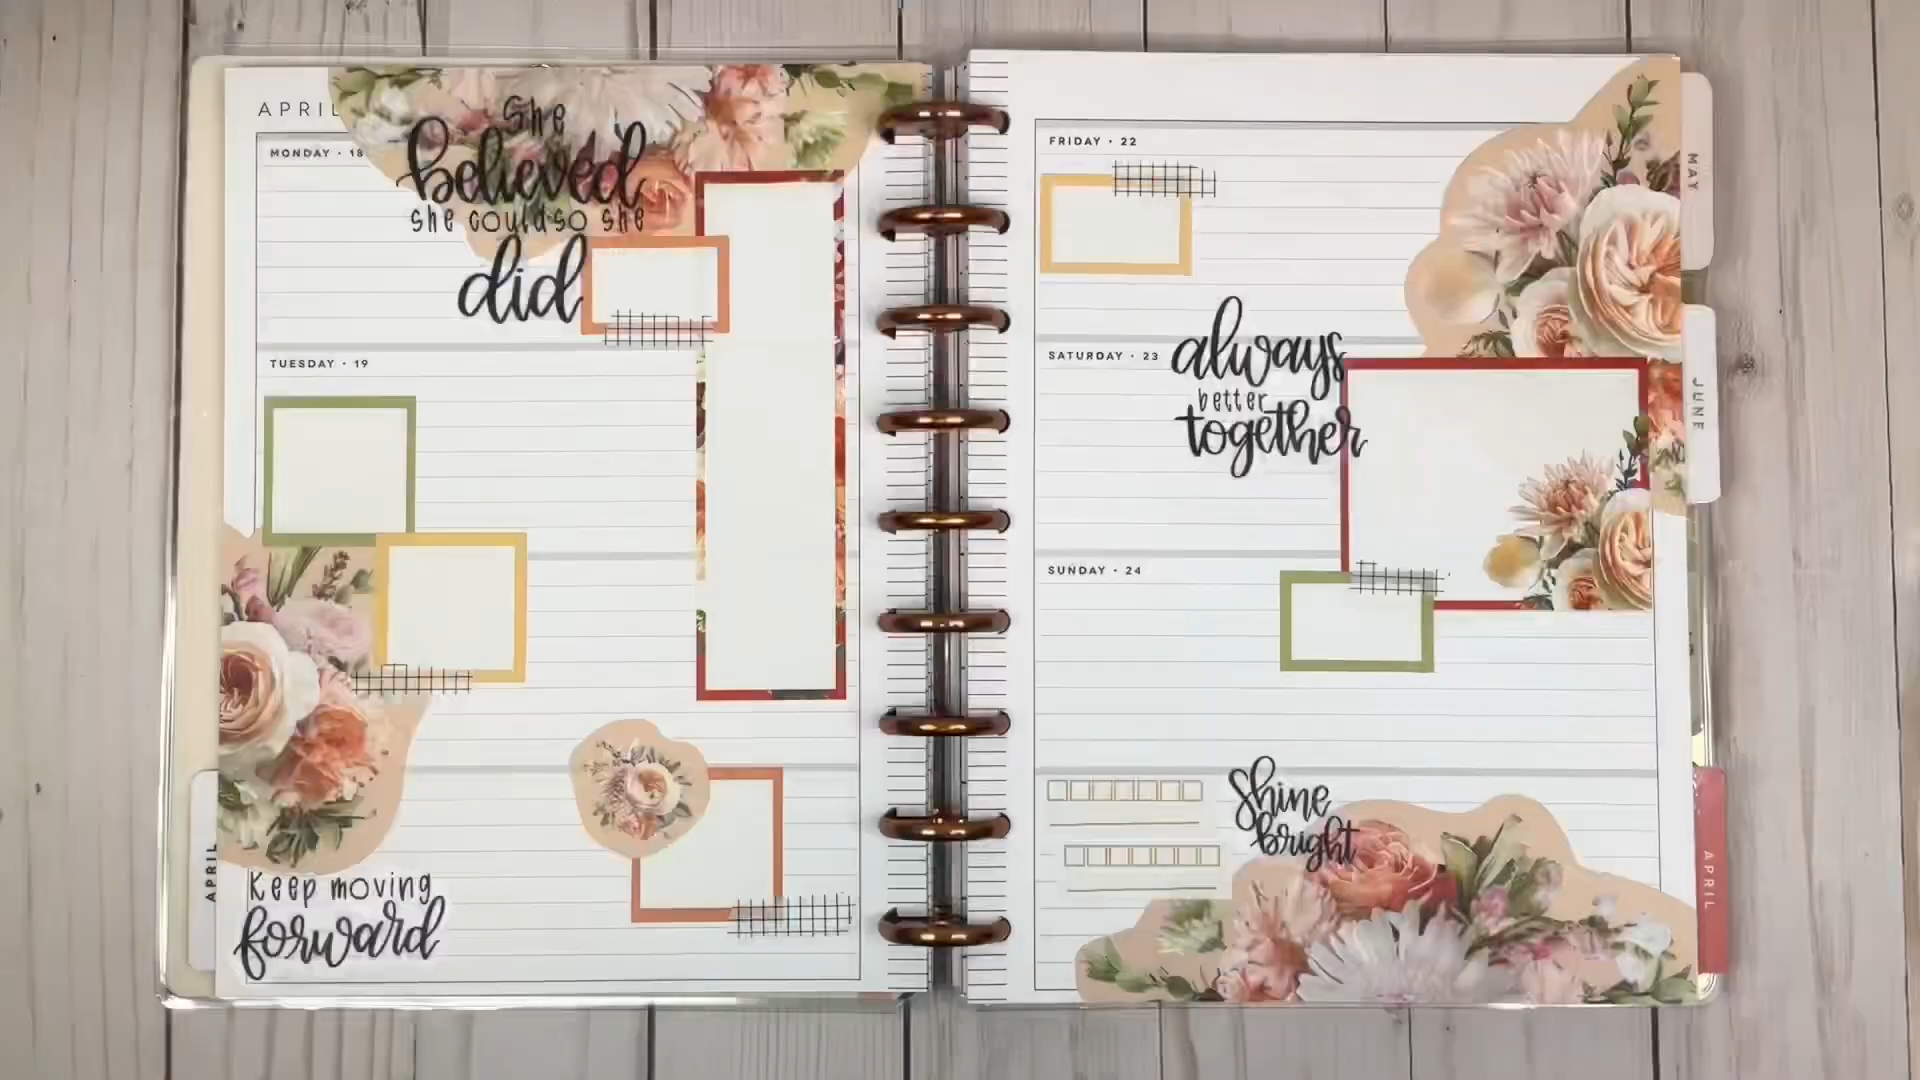 APRIL
MONDAY · 18
She
believed
she could so she
did
TUESDAY · 19
Keep moving
forward
APRIL
FRIDAY · 22
SATURDAY · 23
always
better
together
SUNDAY · 24
Shine
bright
MAY
JUNE
APRIL